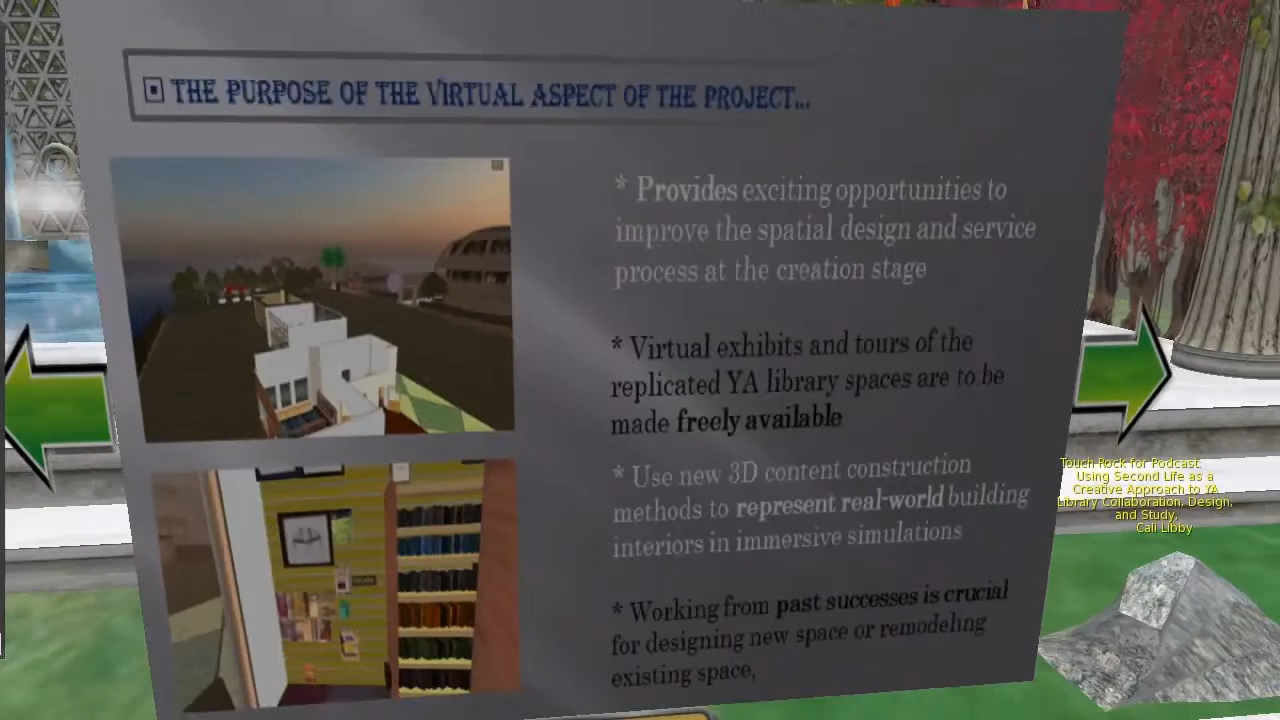 THE PURPOSE OF THE VIRTUAL ASPECT OF THE PROJECT...
* Provides exciting opportunities to
improve the spatial design and service
process at the creation stage
* Virtual exhibits and tours of the
replicated YA library spaces are to be
made freely available
* Use new 3D content construction
methods to represent real-world building
interiors in immersive simulations
* Working from past successes is crucial
for designing new space or remodeling
existing space,
Touch Rock for Podcast:
Using Second Life as a
Creative Approach to YA
Library Collaboration, Design,
and Study,
Cali Libby